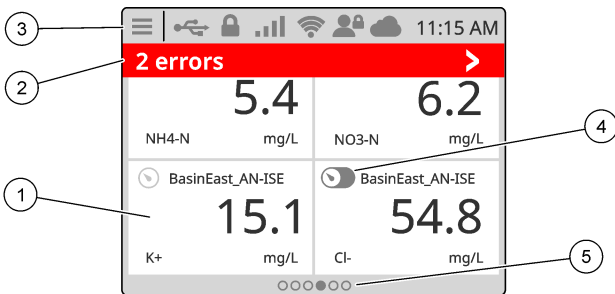 3
11:15 AM
2
2 errors
5.4
6.2
NH4-N mg/L
NO3-N mg/L
4
BasinEast_AN-ISE
BasinEast_AN-ISE
1
15.1
54.8
K+ mg/L
Cl- mg/L
5